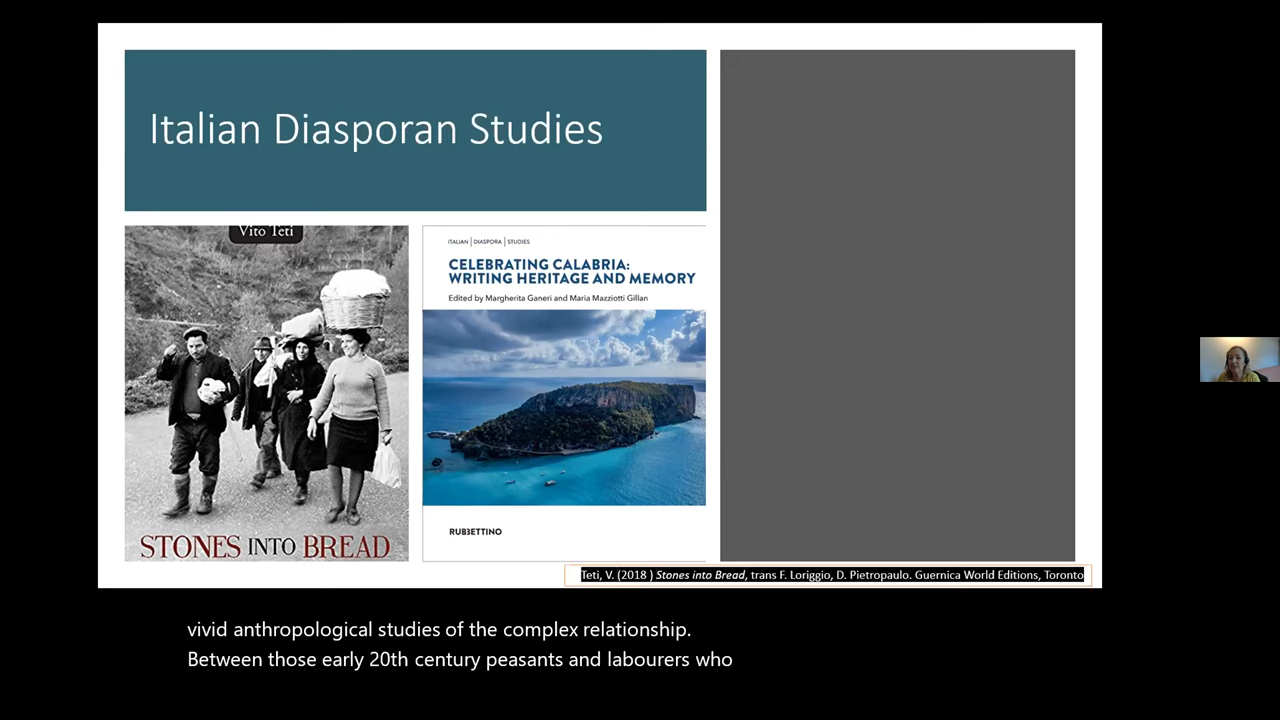 Italian Diasporan Studies
Vito Teti
STONES INTO BREAD
ITALIAN | DIASPORA | STUDIES
CELEBRATING CALABRIA:
WRITING HERITAGE AND MEMORY
Edited by Margherita Ganeri and Maria Mazziotti Gillan
RUBBETTINO
Teti, V. (2018 ) Stones into Bread, trans F. Loriggio, D. Pietropaulo. Guernica World Editions, Toronto
vivid anthropological studies of the complex relationship.
Between those early 20th century peasants and labourers who